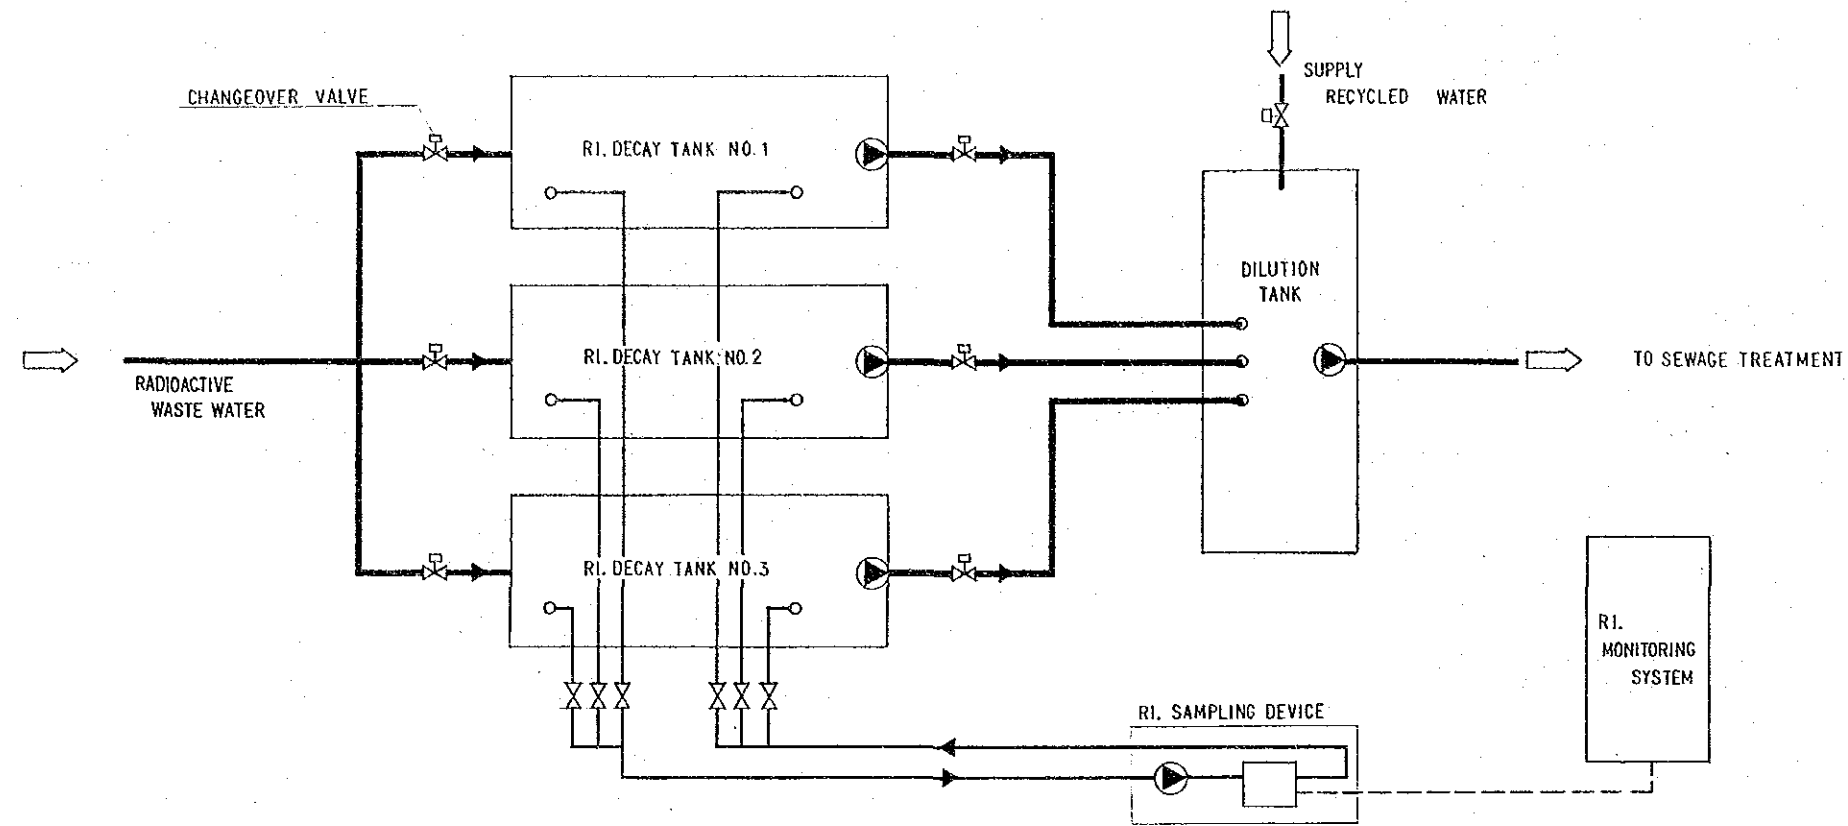 SUPPLY
RECYCLED WATER
CHANGEOVER VALVE
RI. DECAY TANK NO.1
DILUTION
TANK
RI. DECAY TANK NO.2
TO SEWAGE TREATMENT
RADIOACTIVE
WASTE WATER
RI. DECAY TANK NO.3
RI.
MONITORING
SYSTEM
RI. SAMPLING DEVICE